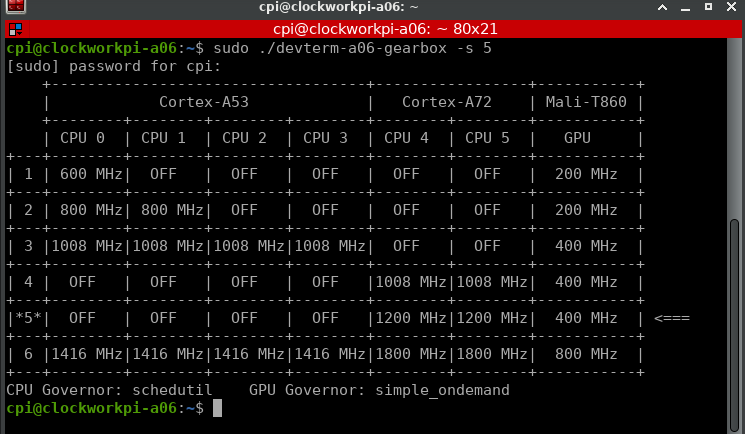 cpi@clockworkpi-a06: ~
cpi@clockworkpi-a06: ~ 80x21
cpi@clockworkpi-a06:~$ sudo ./devterm-a06-gearbox -s 5
[sudo] password for cpi:
    +-----------------------------------+-----------------+-----------+
    |            Cortex-A53             |   Cortex-A72    | Mali-T860 |
    +--------+--------+--------+--------+--------+--------+-----------+
    | CPU 0  | CPU 1  | CPU 2  | CPU 3  | CPU 4  | CPU 5  |   GPU     |
+---+--------+--------+--------+--------+--------+--------+-----------+
| 1 | 600 MHz|  OFF   |  OFF   |  OFF   |  OFF   |  OFF   |  200 MHz  |
+---+--------+--------+--------+--------+--------+--------+-----------+
| 2 | 800 MHz| 800 MHz|  OFF   |  OFF   |  OFF   |  OFF   |  200 MHz  |
+---+--------+--------+--------+--------+--------+--------+-----------+
| 3 |1008 MHz|1008 MHz|1008 MHz|1008 MHz|  OFF   |  OFF   |  400 MHz  |
+---+--------+--------+--------+--------+--------+--------+-----------+
| 4 |  OFF   |  OFF   |  OFF   |  OFF   |1008 MHz|1008 MHz|  400 MHz  |
+---+--------+--------+--------+--------+--------+--------+-----------+
|*5*|  OFF   |  OFF   |  OFF   |  OFF   |1200 MHz|1200 MHz|  400 MHz  | <===
+---+--------+--------+--------+--------+--------+--------+-----------+
| 6 |1416 MHz|1416 MHz|1416 MHz|1416 MHz|1800 MHz|1800 MHz|  800 MHz  |
+---+--------+--------+--------+--------+--------+--------+-----------+
CPU Governor: schedutil    GPU Governor: simple_ondemand
cpi@clockworkpi-a06:~$